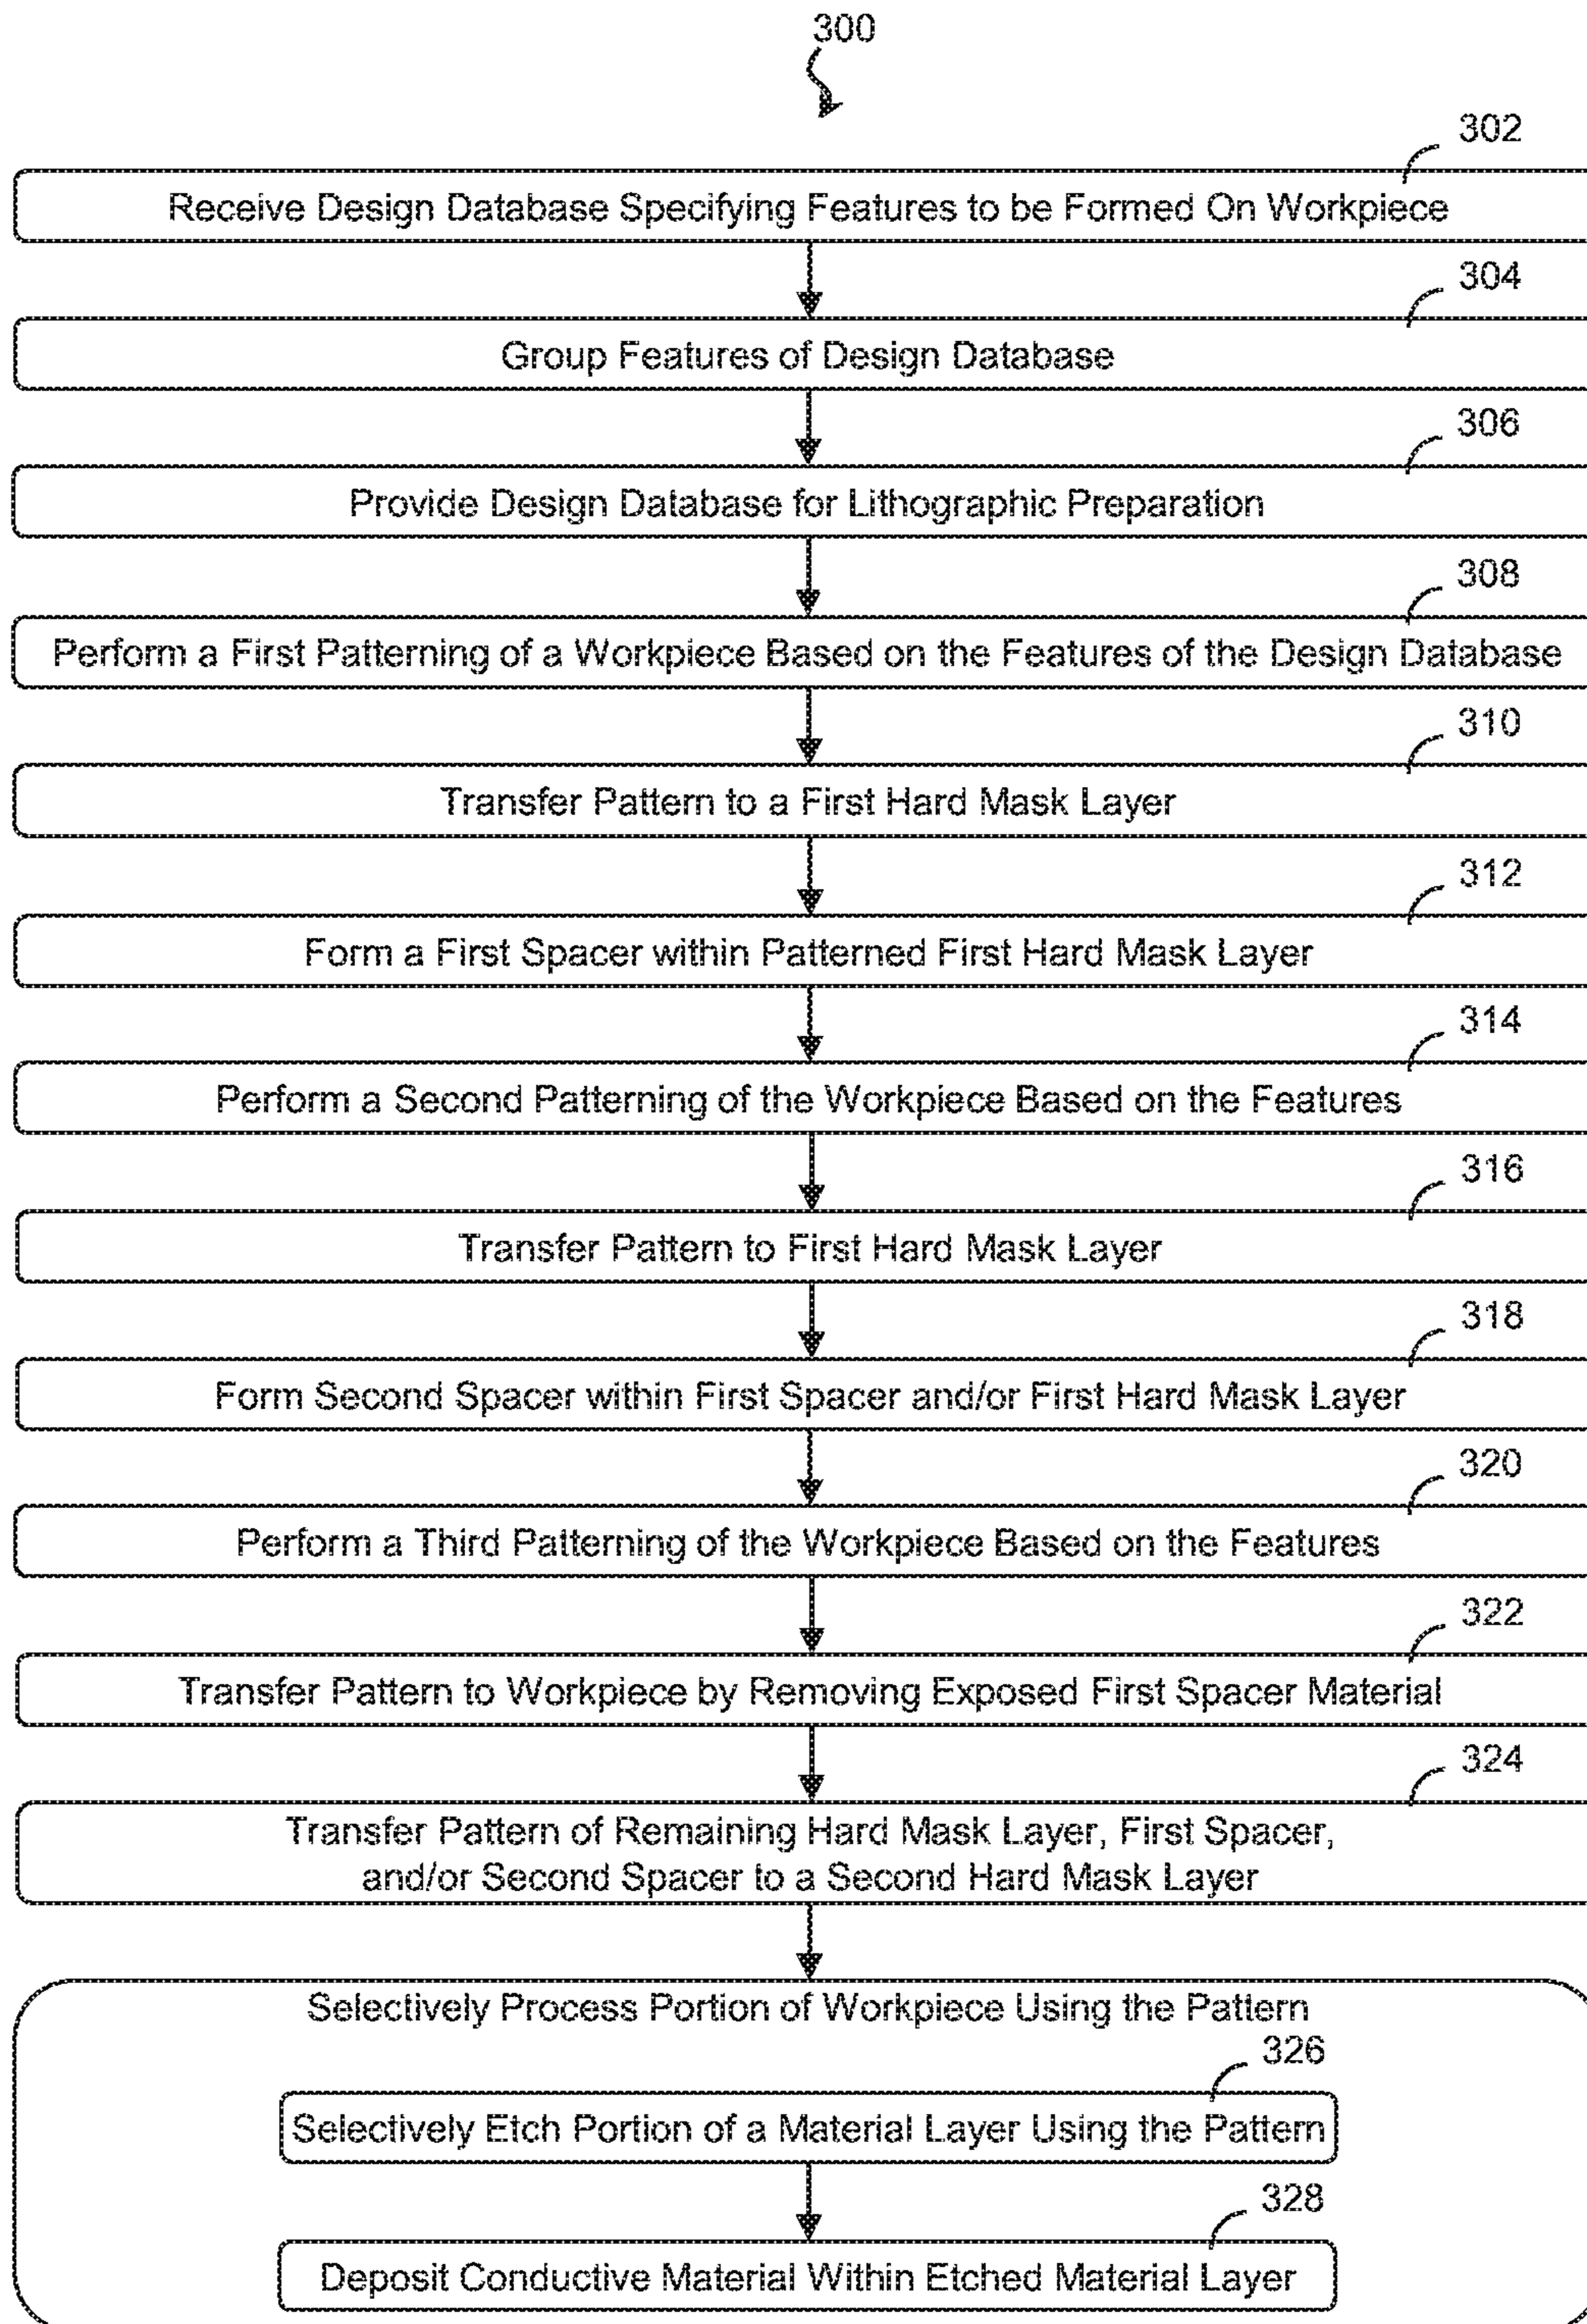 300
302
Receive Design Database Specifying Features to be Formed On Workpiece
304
Group Features of Design Database
306
Provide Design Database for Lithographic Preparation
308
Perform a First Patterning of a Workpiece Based on the Features of the Design Database
310
Transfer Pattern to a First Hard Mask Layer
312
Form a First Spacer within Patterned First Hard Mask Layer
314
Perform a Second Patterning of the Workpiece Based on the Features
316
Transfer Pattern to First Hard Mask Layer
318
Form Second Spacer within First Spacer and/or First Hard Mask Layer
320
Perform a Third Patterning of the Workpiece Based on the Features
322
Transfer Pattern to Workpiece by Removing Exposed First Spacer Material
324
Transfer Pattern of Remaining Hard Mask Layer, First Spacer,
and/or Second Spacer to a Second Hard Mask Layer
Selectively Process Portion of Workpiece Using the Pattern
326
Selectively Etch Portion of a Material Layer Using the Pattern
328
Deposit Conductive Material Within Etched Material Layer